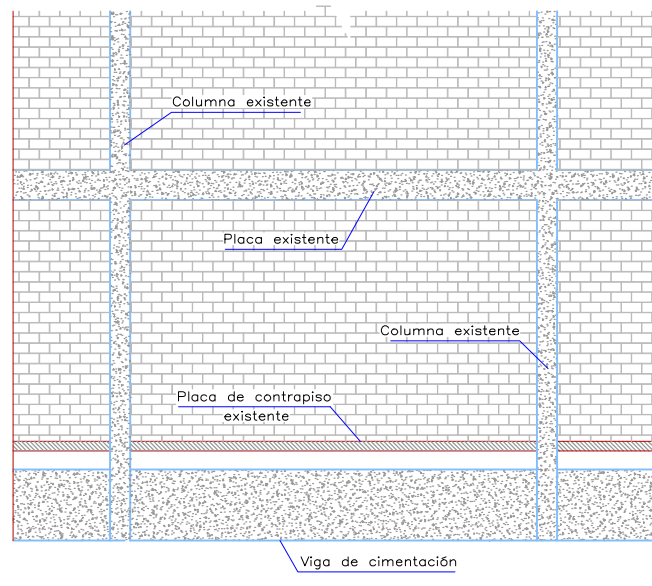 Columna existente
Placa existente
Columna existente
Placa de contrapiso
existente
Viga de cimentación